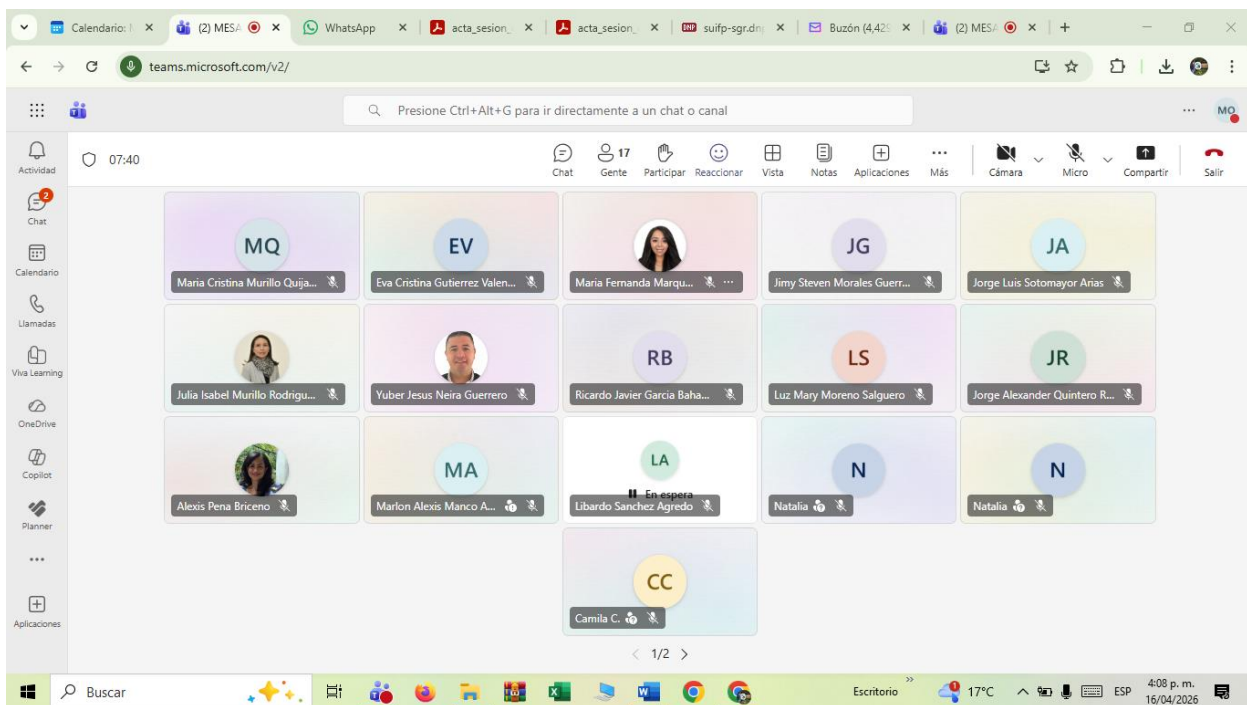 Calendario: M
(2) MESA
WhatsApp
acta_sesion_
acta_sesion_
suifp-sgr.dnp
Buzón (4,429
(2) MESA
teams.microsoft.com/v2/
Presione Ctrl+Alt+G para ir directamente a un chat o canal
MQ
07:40
17
Chat
Gente
Participar
Reaccionar
Vista
Notas
Aplicaciones
Más
Cámara
Micro
Compartir
Salir
Actividad
2
Chat
Calendario
Llamadas
Viva Learning
OneDrive
Copilot
Planner
Aplicaciones
MQ
Maria Cristina Murillo Quija...
EV
Eva Cristina Gutierrez Valen...
Maria Fernanda Marqu...
JG
Jimy Steven Morales Guerr...
JA
Jorge Luis Sotomayor Arias
Julia Isabel Murillo Rodrigu...
Yuber Jesus Neira Guerrero
RB
Ricardo Javier Garcia Baha...
LS
Luz Mary Moreno Salguero
JR
Jorge Alexander Quintero R...
Alexis Pena Briceno
MA
Marlon Alexis Manco A...
LA
En espera
Libardo Sanchez Agredo
N
Natalia
N
Natalia
CC
Camila C.
1/2
Buscar
Escritorio
17°C
ESP
4:08 p. m.
16/04/2026